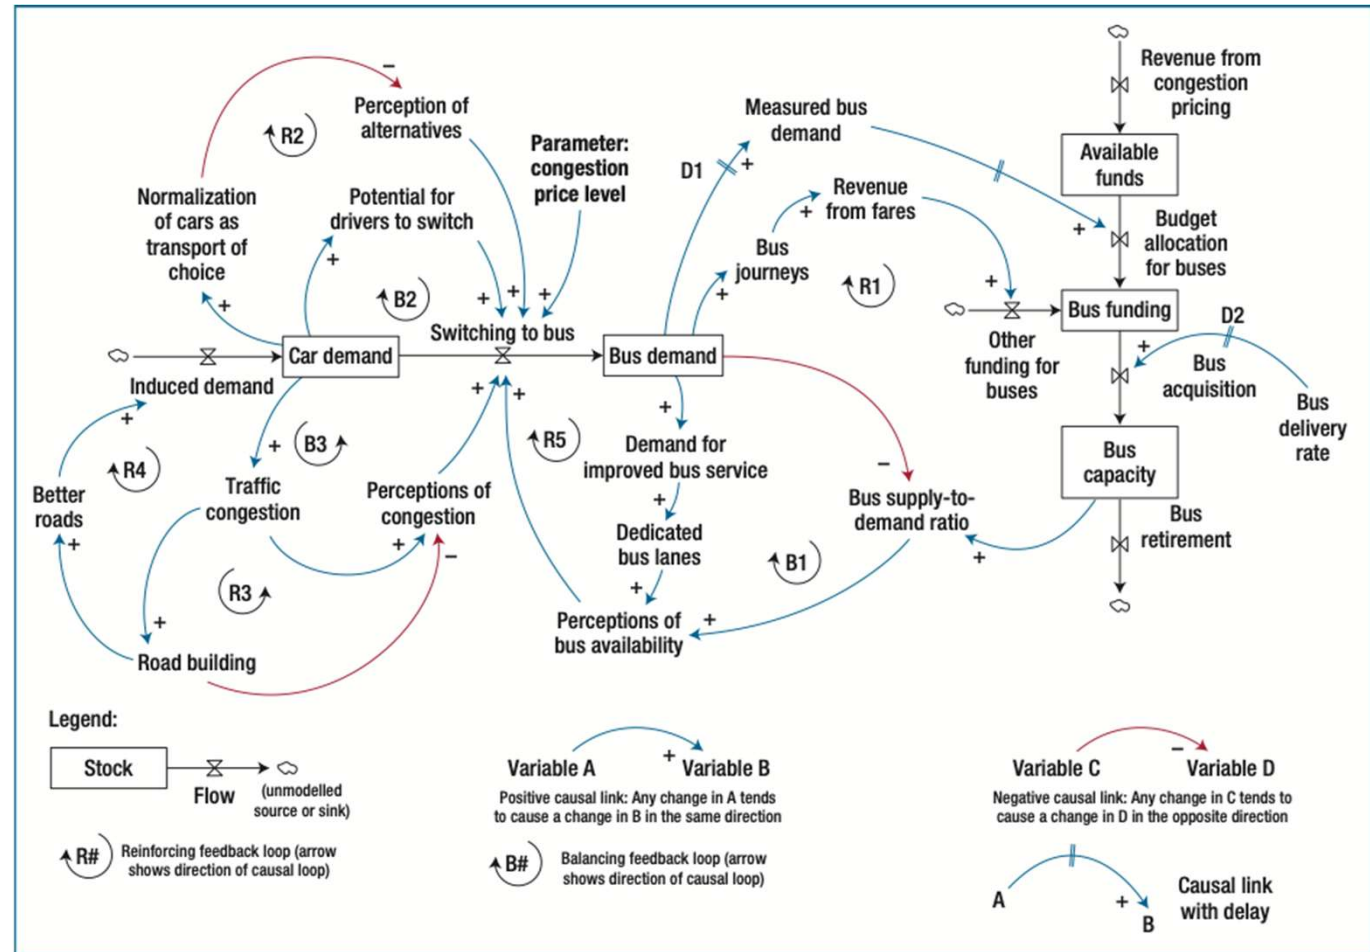 Perception of
alternatives
R2
Parameter:
congestion
price level
Normalization
of cars as
transport of
choice
Potential for
drivers to switch
B2
Switching to bus
Car demand
Induced demand
R4
B3
Better
roads
Traffic
congestion
Perceptions of
congestion
R3
Road building
Measured bus
demand
D1
Revenue
from fares
Bus
journeys
R1
Bus demand
R5
Demand for
improved bus service
Dedicated
bus lanes
B1
Perceptions of
bus availability
Bus supply-to-
demand ratio
Revenue from
congestion
pricing
Available
funds
Budget
allocation
for buses
Bus funding
Other
funding for
buses
D2
Bus
acquisition
Bus
delivery
rate
Bus
capacity
Bus
retirement
− + + + + + + + + + + + + + − + + + + + + + + + + + − + +
Legend:
Stock
Flow
(unmodelled
source or sink)
R#
Reinforcing feedback loop (arrow
shows direction of causal loop)
Variable A
+
Variable B
Positive causal link: Any change in A tends
to cause a change in B in the same direction
B#
Balancing feedback loop (arrow
shows direction of causal loop)
Variable C
−
Variable D
Negative causal link: Any change in C tends to
cause a change in D in the opposite direction
A
+
B
Causal link
with delay